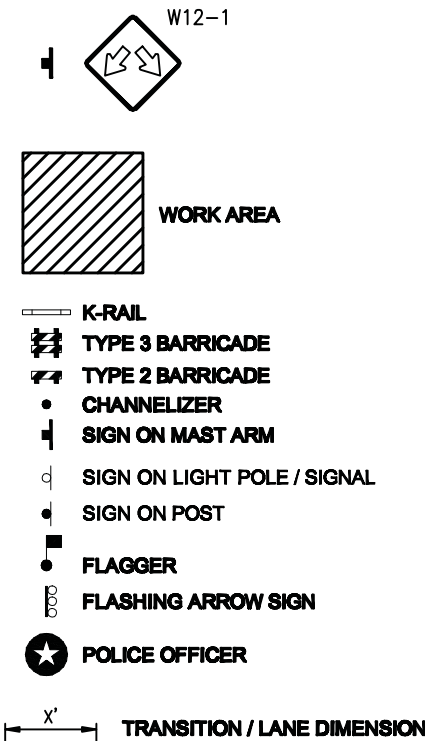 W12-1
WORK AREA
K-RAIL
TYPE 3 BARRICADE
TYPE 2 BARRICADE
CHANNELIZER
SIGN ON MAST ARM
SIGN ON LIGHT POLE / SIGNAL
SIGN ON POST
FLAGGER
FLASHING ARROW SIGN
POLICE OFFICER
X' TRANSITION / LANE DIMENSION